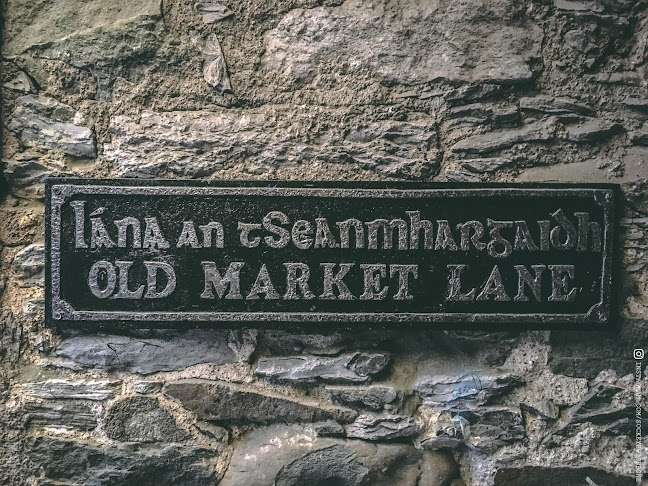 lána an tSeanmhargaidh
OLD MARKET LANE